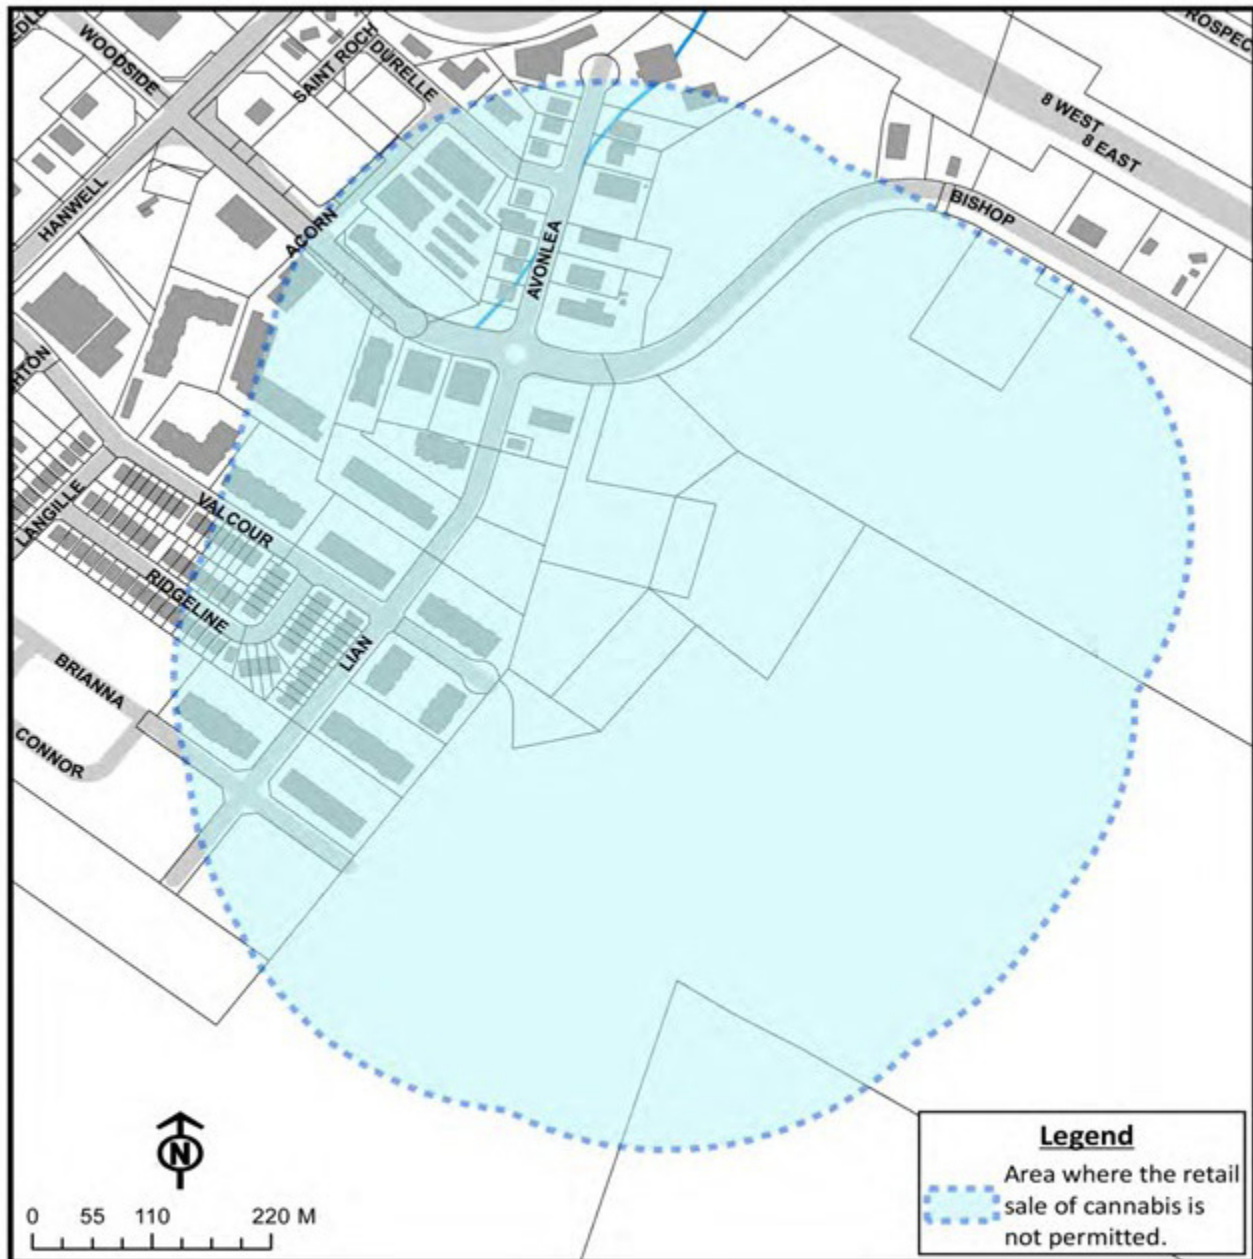 WOODSIDE
SAINT ROCH
DURELLE
8 WEST
8 EAST
HANWELL
ACORN
AVONLEA
BISHOP
LANGILLE
VALCOUR
RIDGELINE
LIAN
BRIANNA
CONNOR
N
0 55 110 220 M
Legend
Area where the retail
sale of cannabis is
not permitted.